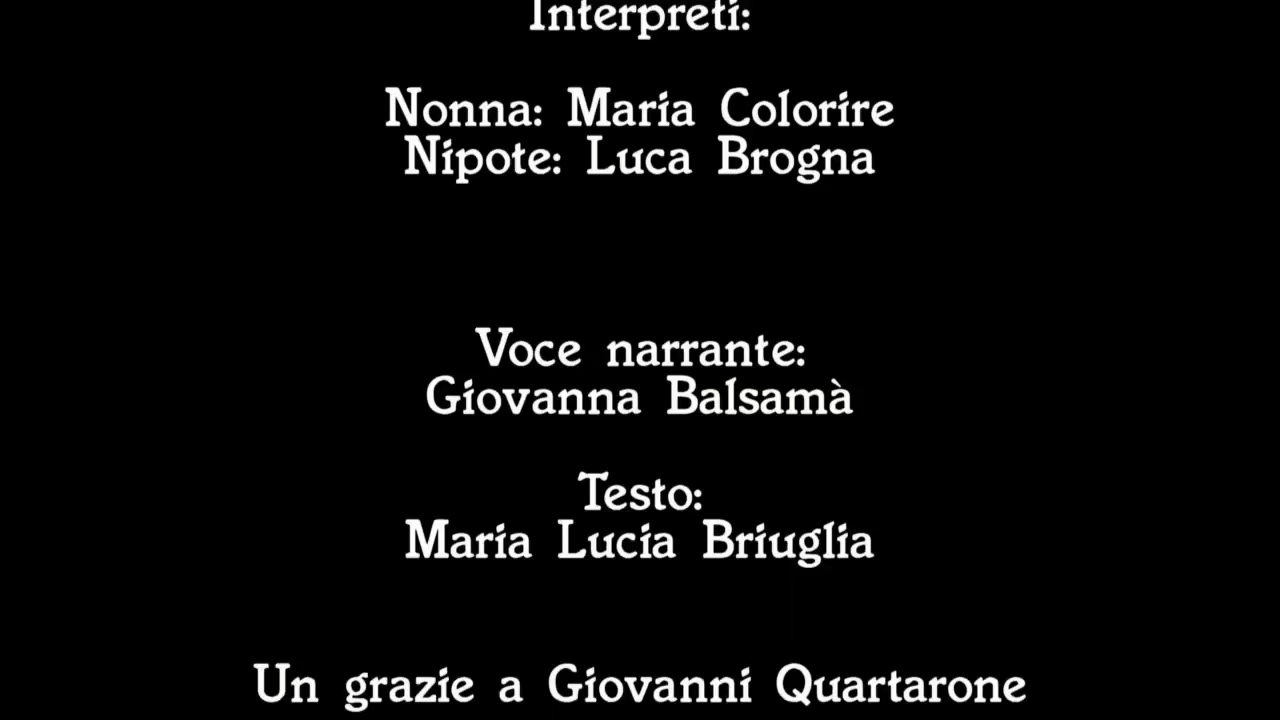 Interpreti:
Nonna: Maria Colorire
Nipote: Luca Brogna
Voce narrante:
Giovanna Balsamà
Testo:
Maria Lucia Briuglia
Un grazie a Giovanni Quartarone